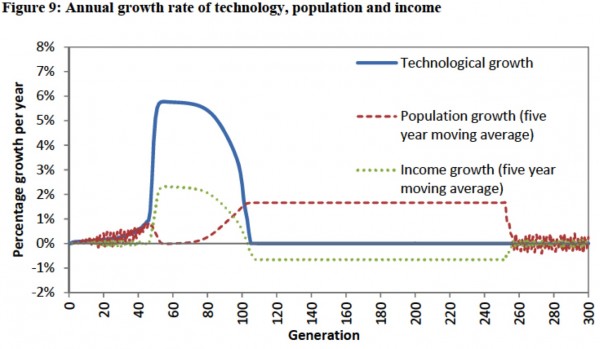 Figure 9: Annual growth rate of technology, population and income
8%
7%
6%
5%
4%
3%
2%
1%
0%
-1%
-2%
Percentage growth per year
Technological growth
Population growth (five
year moving average)
Income growth (five year
moving average)
0 20 40 60 80 100 120 140 160 180 200 220 240 260 280 300
Generation